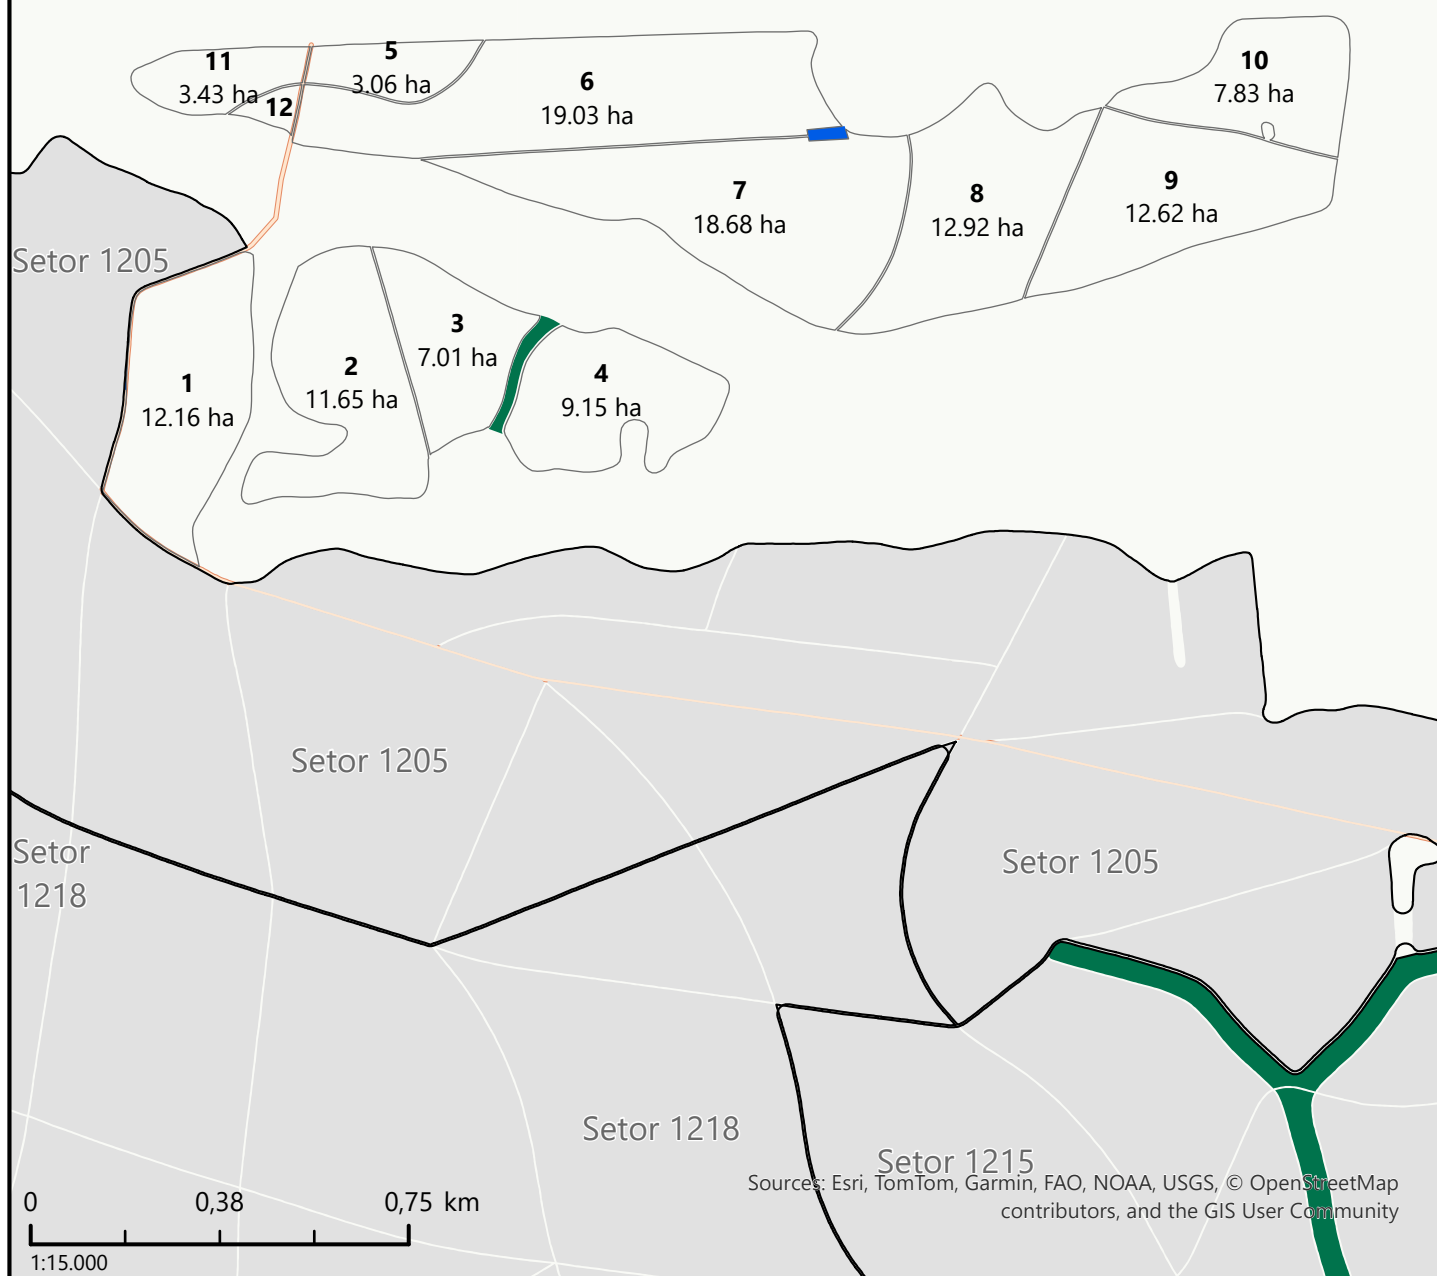 11
3.43 ha
12
5
3.06 ha
6
19.03 ha
10
7.83 ha
7
18.68 ha
8
12.92 ha
9
12.62 ha
Setor 1205
1
12.16 ha
2
11.65 ha
3
7.01 ha
4
9.15 ha
Setor 1205
Setor
1218
Setor 1205
Setor 1218
Setor 1215
Sources: Esri, TomTom, Garmin, FAO, NOAA, USGS, © OpenStreetMap
contributors, and the GIS User Community
0 0,38 0,75 km
1:15.000